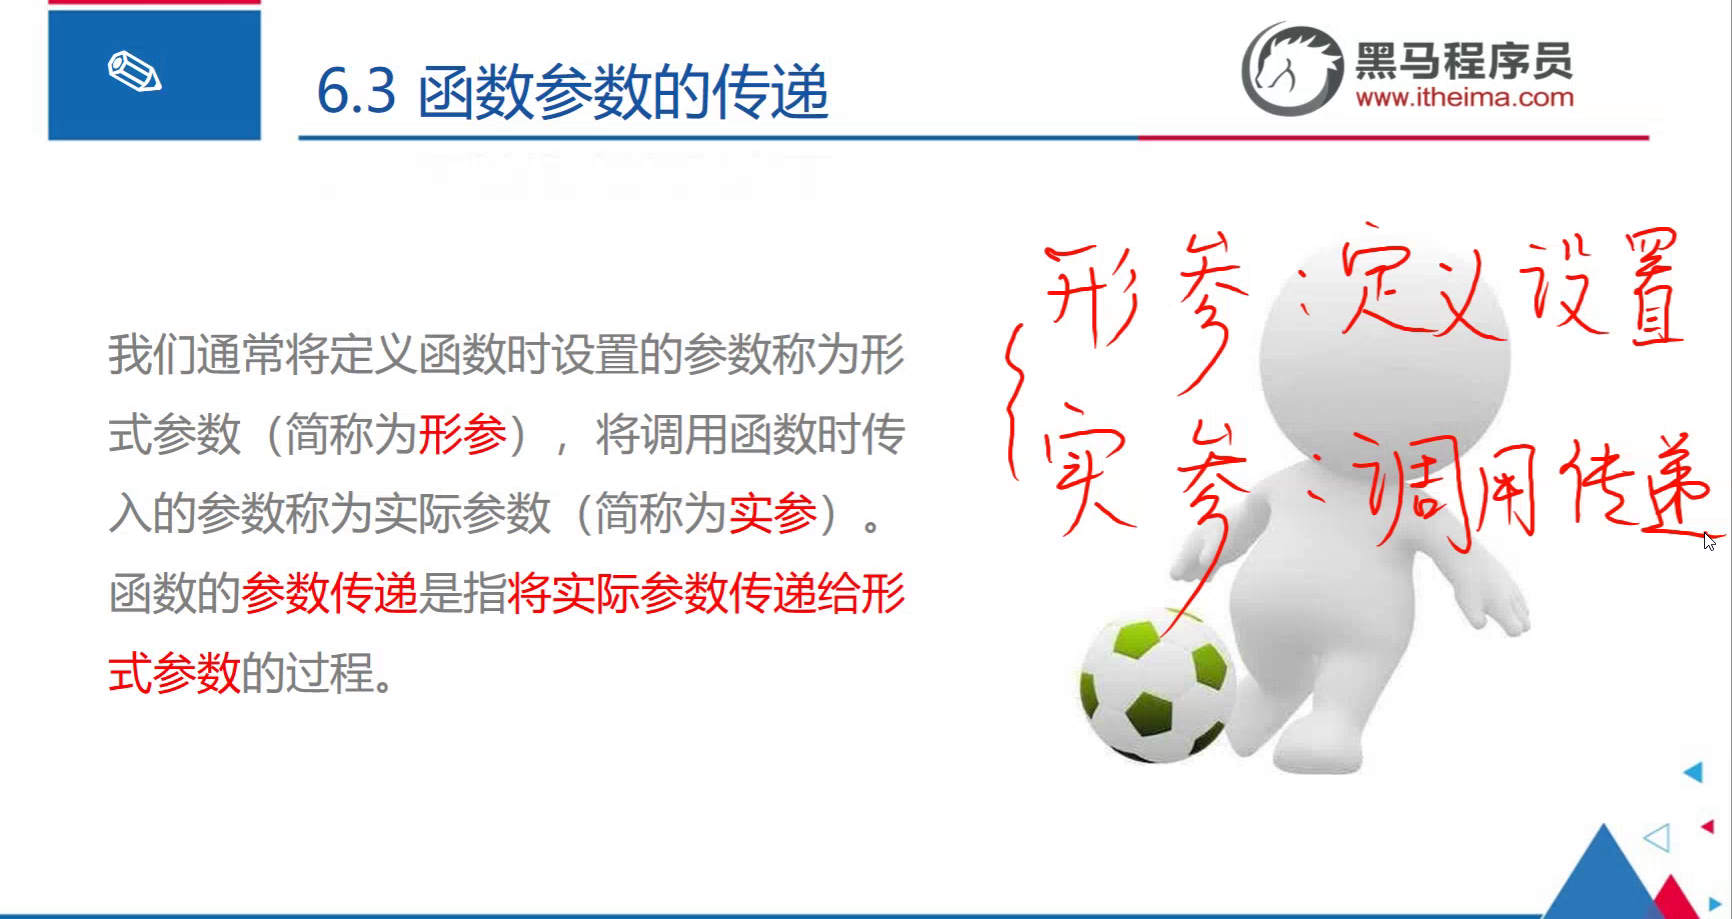 6.3 函数参数的传递
黑马程序员
www.itheima.com
我们通常将定义函数时设置的参数称为形
式参数（简称为形参），将调用函数时传
入的参数称为实际参数（简称为实参）。
函数的参数传递是指将实际参数传递给形
式参数的过程。
形参：定义设置
实参：调用传递